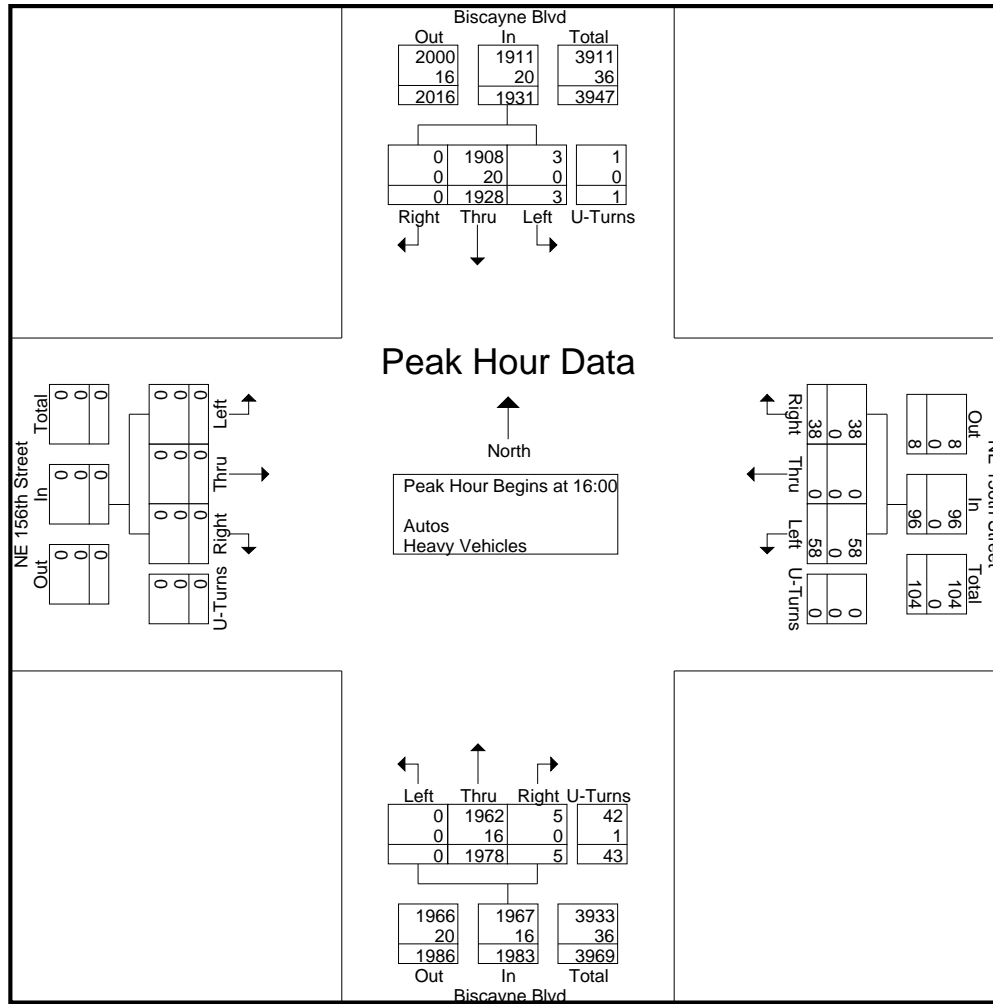 Biscayne Blvd
Out In Total
2000 1911 3911
16 20 36
2016 1931 3947
0 1908 3 1
0 20 0 0
0 1928 3 1
Right Thru Left U-Turns
Peak Hour Data
North
Peak Hour Begins at 16:00
Autos
Heavy Vehicles
NE 156th Street
Total In Out
0 0 0
0 0 0
0 0 0
Left Thru Right U-Turns
0 0 0 0
0 0 0 0
0 0 0 0
Right Thru Left U-Turns
38 0 58 0
0 0 0 0
38 0 58 0
Out In Total
8 96 104
0 0 0
8 96 104
Street
Left Thru Right U-Turns
0 1962 5 42
0 16 0 1
0 1978 5 43
1966 1967 3933
20 16 36
1986 1983 3969
Out In Total
Biscayne Blvd